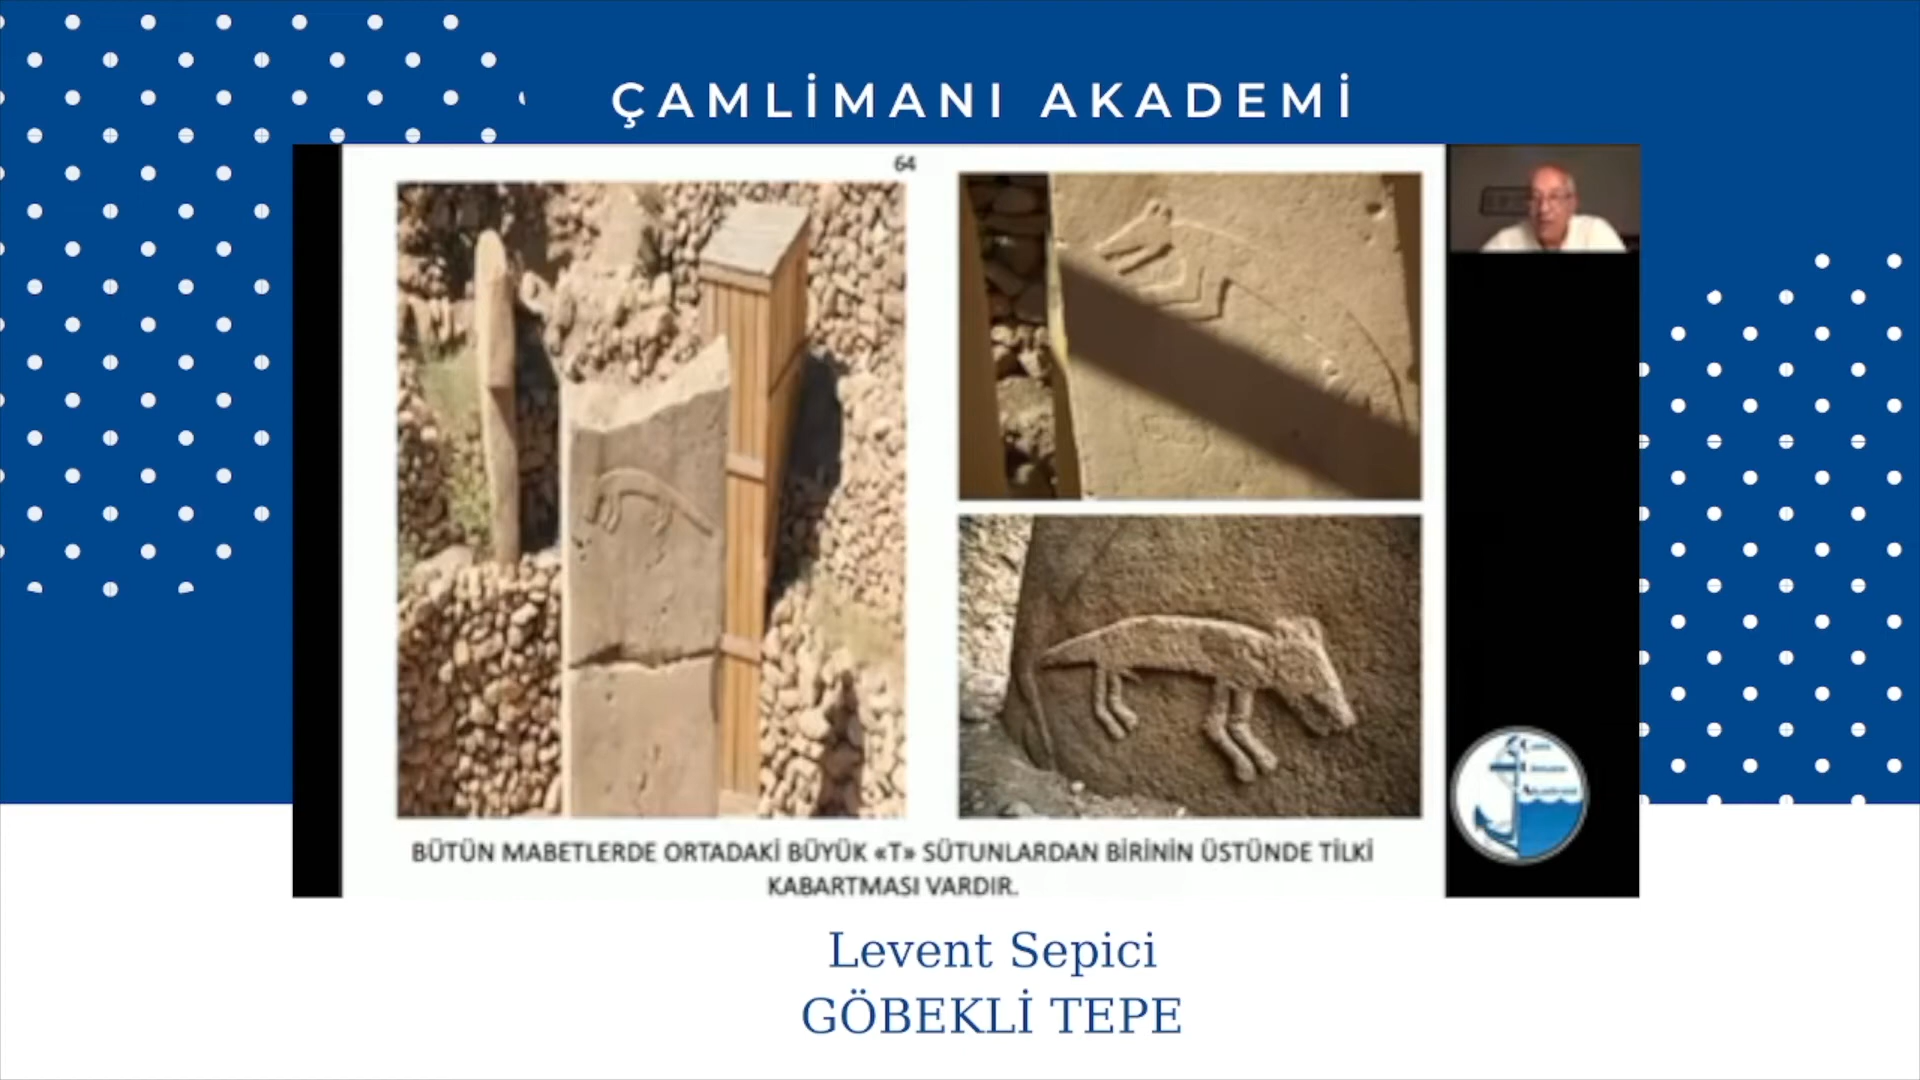 ÇAMLİMANI AKADEMİ
64
BÜTÜN MABETLERDE ORTADAKİ BÜYÜK «T» SÜTUNLARDAN BİRİNİN ÜSTÜNDE TİLKİ
KABARTMASI VARDIR.
Levent Sepici
GÖBEKLİ TEPE